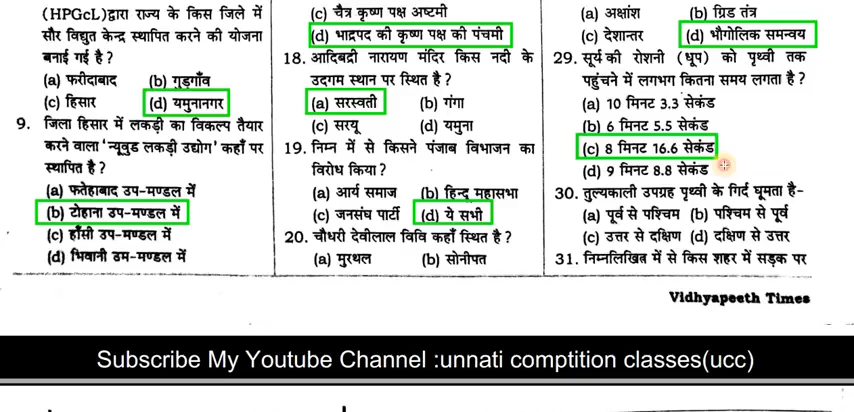 (HPGcL)द्वारा राज्य के किस जिले में
सौर विद्युत केन्द्र स्थापित करने की योजना
बनाई गई है ?
(a) फरीदाबाद (b) गुड़गाँव
(c) हिसार (d) यमुनानगर
9. जिला हिसार में लकड़ी का विकल्प तैयार
करने वाला 'न्यूवुड लकड़ी उद्योग' कहाँ पर
स्थापित है ?
(a) फतेहाबाद उप-मण्डल में
(b) टोहाना उप-मण्डल में
(c) हाँसी उप-मण्डल में
(d) भिवानी उम-मण्डल में
(c) चैत्र कृष्ण पक्ष अष्टमी
(d) भाद्रपद की कृष्ण पक्ष की पंचमी
18. आदिबद्री नारायण मंदिर किस नदी के
उदगम स्थान पर स्थित है ?
(a) सरस्वती (b) गंगा
(c) सरयू (d) यमुना
19. निम्न में से किसने पंजाब विभाजन का
विरोध किया ?
(a) आर्य समाज (b) हिन्दू महासभा
(c) जनसंघ पार्टी (d) ये सभी
20. चौधरी देवीलाल विवि कहाँ स्थित है ?
(a) मुरथल (b) सोनीपत
(a) अक्षांश (b) ग्रिड तंत्र
(c) देशान्तर (d) भौगोलिक समन्वय
29. सूर्य की रोशनी (धूप) को पृथ्वी तक
पहुंचने में लगभग कितना समय लगता है ?
(a) 10 मिनट 3.3 सेकंड
(b) 6 मिनट 5.5 सेकंड
(c) 8 मिनट 16.6 सेकंड
(d) 9 मिनट 8.8 सेकंड
30. तुल्यकाली उपग्रह पृथ्वी के गिर्द घूमता है-
(a) पूर्व से पश्चिम (b) पश्चिम से पूर्व
(c) उत्तर से दक्षिण (d) दक्षिण से उत्तर
31. निम्नलिखित में से किस शहर में सड़क पर
Vidhyapeeth Times
Subscribe My Youtube Channel :unnati comptition classes(ucc)